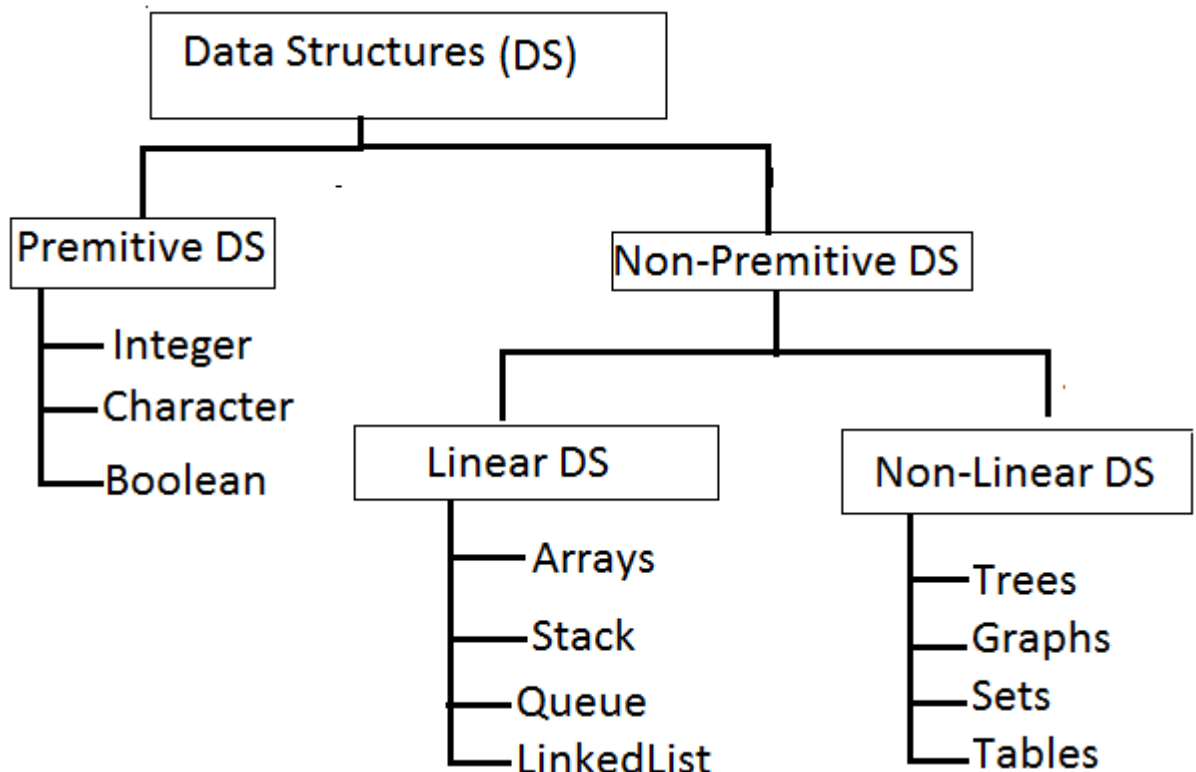 Data Structures (DS)
Premitive DS
Integer
Character
Boolean
Non-Premitive DS
Linear DS
Arrays
Stack
Queue
LinkedList
Non-Linear DS
Trees
Graphs
Sets
Tables